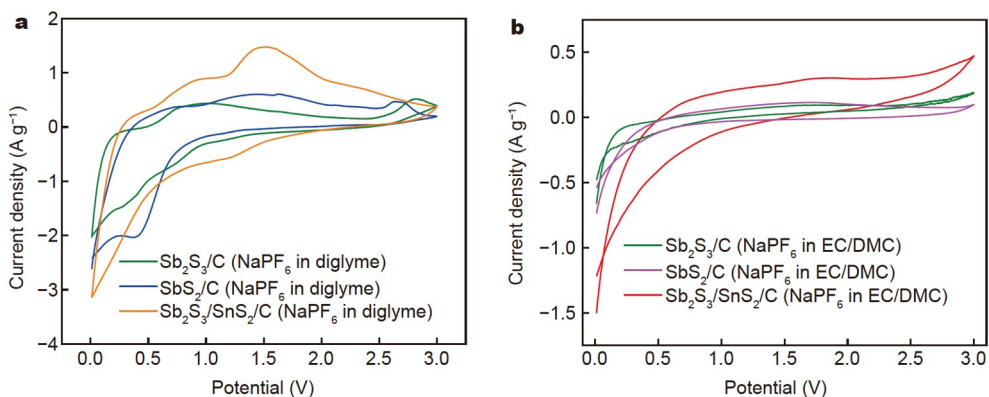 a
2
1
0
−1
−2
−3
−4
Current density (A g⁻¹)
Sb₂S₃/C (NaPF₆ in diglyme)
SbS₂/C (NaPF₆ in diglyme)
Sb₂S₃/SnS₂/C (NaPF₆ in diglyme)
0.0 0.5 1.0 1.5 2.0 2.5 3.0
Potential (V)
b
0.5
0.0
−0.5
−1.0
−1.5
Current density (A g⁻¹)
Sb₂S₃/C (NaPF₆ in EC/DMC)
SbS₂/C (NaPF₆ in EC/DMC)
Sb₂S₃/SnS₂/C (NaPF₆ in EC/DMC)
0.0 0.5 1.0 1.5 2.0 2.5 3.0
Potential (V)